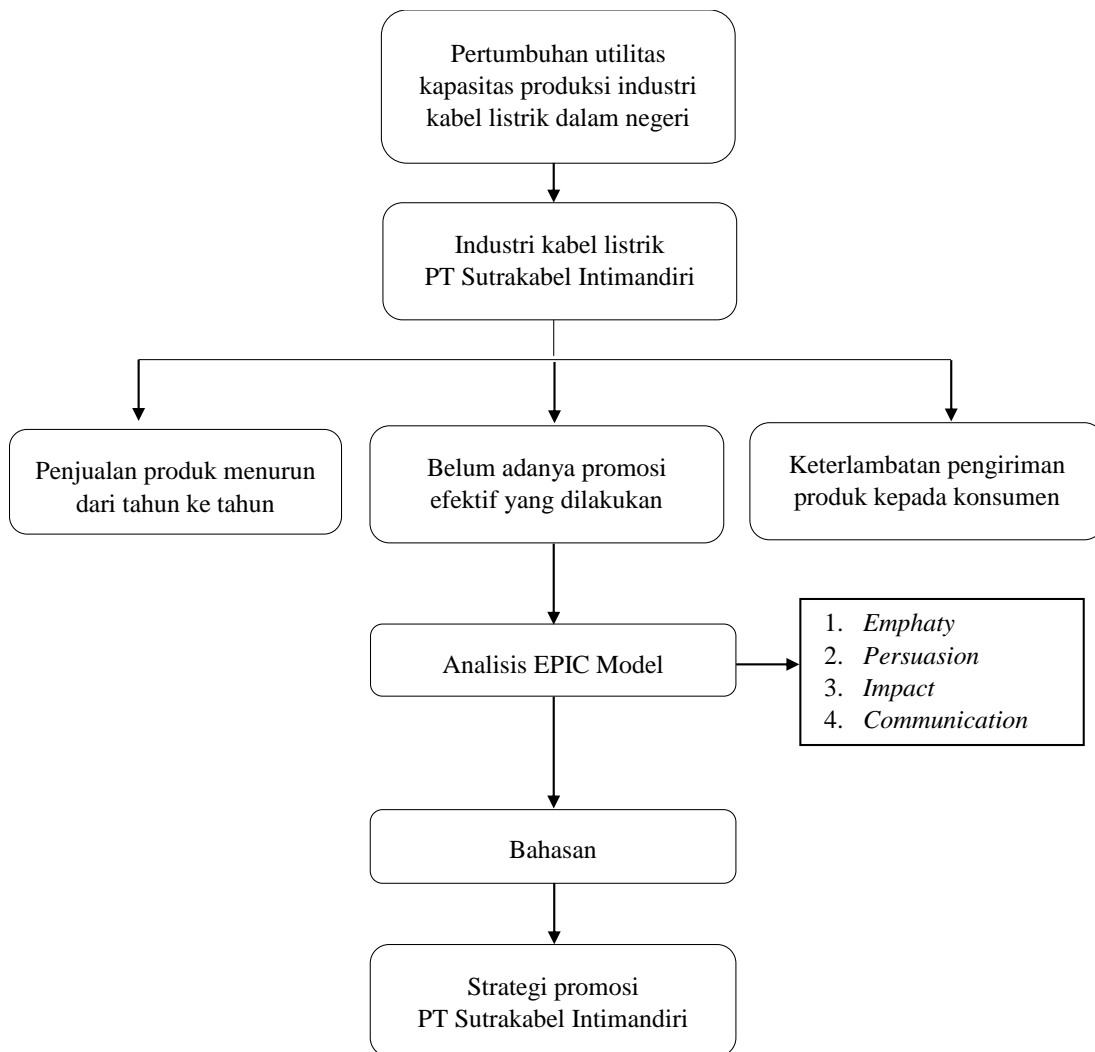 Pertumbuhan utilitas
kapasitas produksi industri
kabel listrik dalam negeri
Industri kabel listrik
PT Sutrakabel Intimandiri
Penjualan produk menurun
dari tahun ke tahun
Belum adanya promosi
efektif yang dilakukan
Keterlambatan pengiriman
produk kepada konsumen
Analisis EPIC Model
1. Emphaty
2. Persuasion
3. Impact
4. Communication
Bahasan
Strategi promosi
PT Sutrakabel Intimandiri